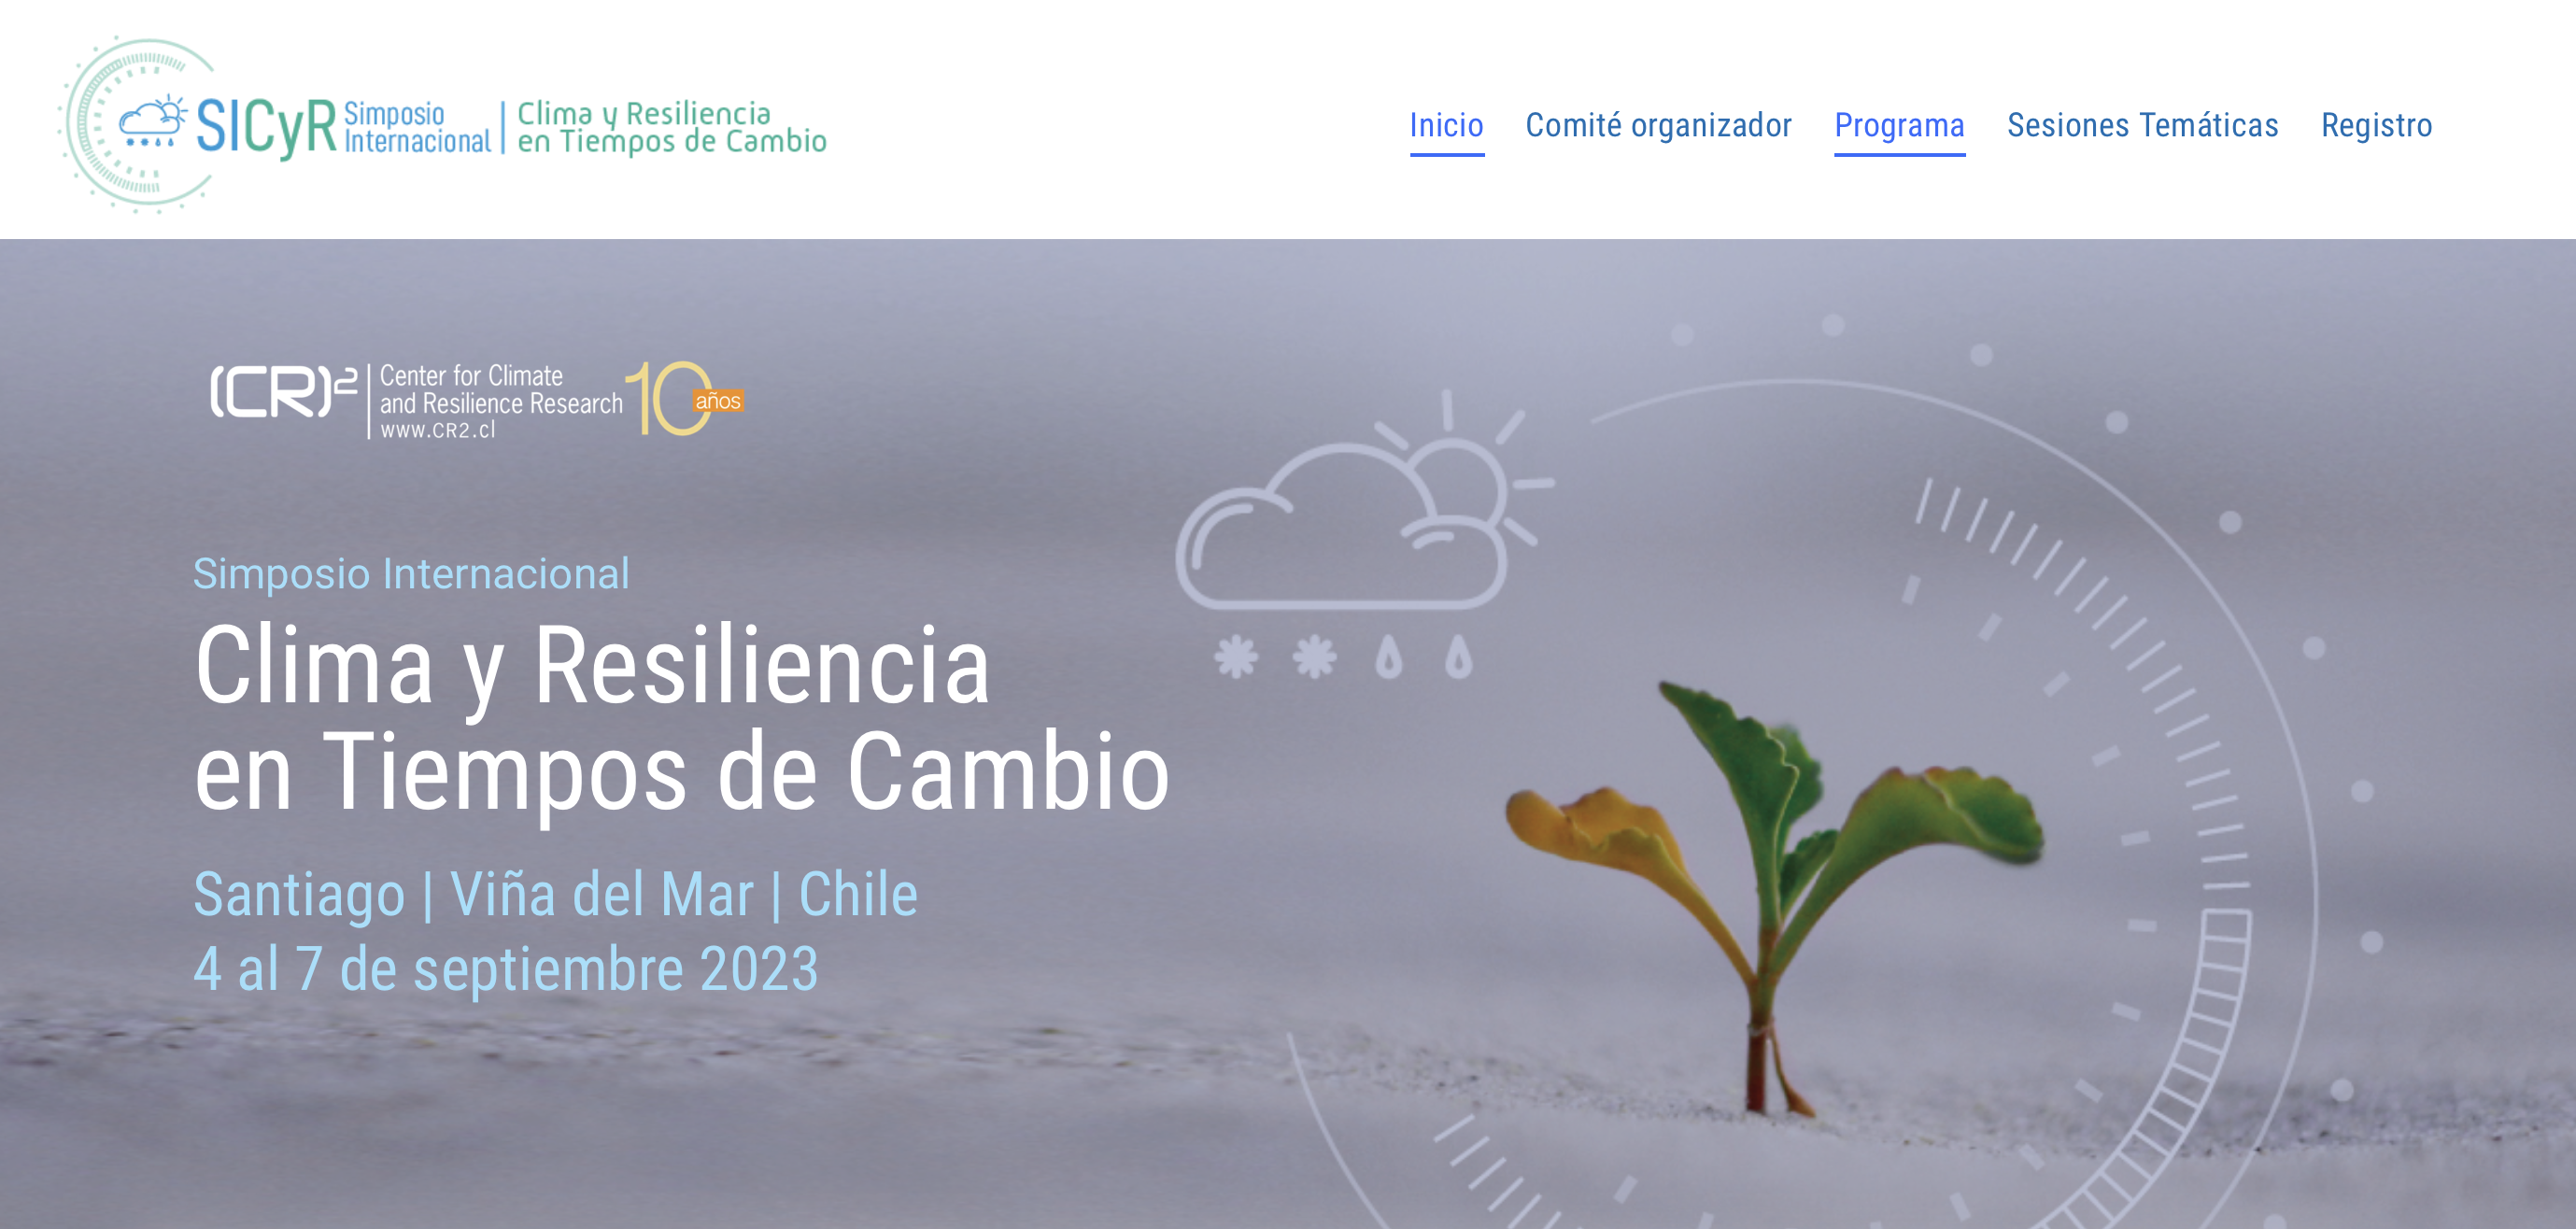 SICyR
Simposio
Internacional
Clima y Resiliencia
en Tiempos de Cambio
Inicio
Comité organizador
Programa
Sesiones Temáticas
Registro
(CR)²
Center for Climate
and Resilience Research
www.CR2.cl
10
años
Simposio Internacional
Clima y Resiliencia
en Tiempos de Cambio
Santiago | Viña del Mar | Chile
4 al 7 de septiembre 2023